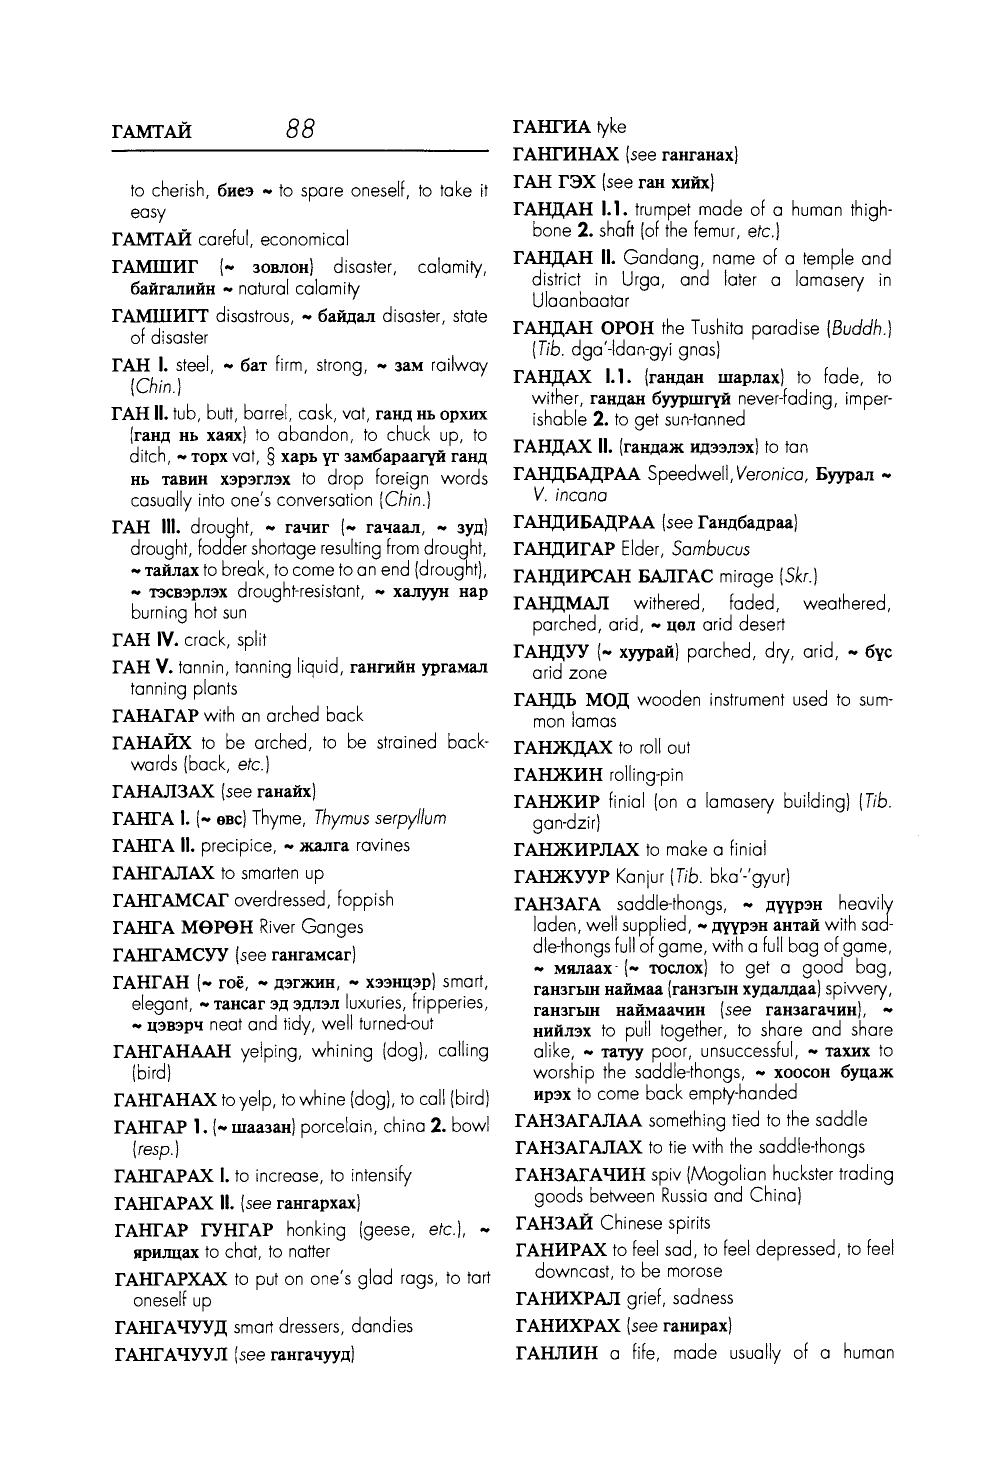 ГАМТАЙ 88
to cherish, биеэ ~ to spare oneself, to take it
easy
ГАМТАЙ careful, economical
ГАМШИГ (~ зовлон) disaster, calamity,
байгалийн ~ natural calamity
ГАМШИГТ disastrous, ~ байдал disaster, state
of disaster
ГАН I. steel, ~ бат firm, strong, ~ зам railway
(Chin.)
ГАН II. tub, butt, barrel, cask, vat, ганд нь орхих
(ганд нь хаях) to abandon, to chuck up, to
ditch, ~ торх vat, § харь үг замбараагүй ганд
нь тавин хэрэглэх to drop foreign words
casually into one's conversation (Chin.)
ГАН III. drought, ~ гачиг (~ гачаал, ~ зуд)
drought, fodder shortage resulting from drought,
~ тайлах to break, to come to an end (drought),
~ тэсвэрлэх drought-resistant, ~ халуун нар
burning hot sun
ГАН IV. crack, split
ГАН V. tannin, tanning liquid, гангийн ургамал
tanning plants
ГАНАГАР with an arched back
ГАНАЙХ to be arched, to be strained back-
wards (back, etc.)
ГАНАЛЗАХ (see ганайх)
ГАНГА I. (~ өвс) Thyme, Thymus serpyllum
ГАНГА II. precipice, ~ жалга ravines
ГАНГАЛАХ to smarten up
ГАНГАМСАГ overdressed, foppish
ГАНГА МӨРӨН River Ganges
ГАНГАМСУУ (see гангамсаг)
ГАНГАН (~ гоё, ~ дэгжин, ~ хээнцэр) smart,
elegant, ~ тансаг эд эдлэл luxuries, fripperies,
~ цэвэрч neat and tidy, well turned-out
ГАНГАНААН yelping, whining (dog), calling
(bird)
ГАНГАНАХ to yelp, to whine (dog), to call (bird)
ГАНГАР 1. (~ шаазан) porcelain, china 2. bowl
(resp.)
ГАНГАРАХ I. to increase, to intensify
ГАНГАРАХ II. (see гангархах)
ГАНГАР ГУНГАР honking (geese, etc.), ~
ярилцах to chat, to natter
ГАНГАРХАХ to put on one's glad rags, to tart
oneself up
ГАНГАЧУУД smart dressers, dandies
ГАНГАЧУУЛ (see гангачууд)
ГАНГИА tyke
ГАНГИНАХ (see ганганах)
ГАН ГЭХ (see ган хийх)
ГАНДАН I.1. trumpet made of a human thigh-
bone 2. shaft (of the femur, etc.)
ГАНДАН II. Gandang, name of a temple and
district in Urga, and later a lamasery in
Ulaanbaatar
ГАНДАН ОРОН the Tushita paradise (Buddh.)
(Tib. dga'-ldan-gyi gnas)
ГАНДАХ I.1. (гандан шарлах) to fade, to
wither, гандан бууршгүй never-fading, imper-
ishable 2. to get sun-tanned
ГАНДАХ II. (гандаж идээлэх) to tan
ГАНДБАДРАА Speedwell, Veronica, Буурал ~
V. incana
ГАНДИБАДРАА (see Гандбадраа)
ГАНДИГАР Elder, Sambucus
ГАНДИРСАН БАЛГАС mirage (Skr.)
ГАНДМАЛ withered, faded, weathered,
parched, arid, ~ цөл arid desert
ГАНДУУ (~ хуурай) parched, dry, arid, ~ бүс
arid zone
ГАНДЬ МОД wooden instrument used to sum-
mon lamas
ГАНЖДАХ to roll out
ГАНЖИН rolling-pin
ГАНЖИР finial (on a lamasery building) (Tib.
gan-dzir)
ГАНЖИРЛАХ to make a finial
ГАНЖУУР Kanjur (Tib. bka'-'gyur)
ГАНЗАГА saddle-thongs, ~ дүүрэн heavily
laden, well supplied, ~ дүүрэн антай with sad-
dle-thongs full of game, with a full bag of game,
~ мялаах (~ тослох) to get a good bag,
ганзгын наймаа (ганзгын худалдаа) spivvery,
ганзгын наймаачин (see ганзагачин), ~
нийлэх to pull together, to share and share
alike, ~ татуу poor, unsuccessful, ~ тахих to
worship the saddle-thongs, ~ хоосон буцаж
ирэх to come back empty-handed
ГАНЗАГАЛАА something tied to the saddle
ГАНЗАГАЛАХ to tie with the saddle-thongs
ГАНЗАГАЧИН spiv (Mogolian huckster trading
goods between Russia and China)
ГАНЗАЙ Chinese spirits
ГАНИРАХ to feel sad, to feel depressed, to feel
downcast, to be morose
ГАНИХРАЛ grief, sadness
ГАНИХРАХ (see ганирах)
ГАНЛИН a fife, made usually of a human